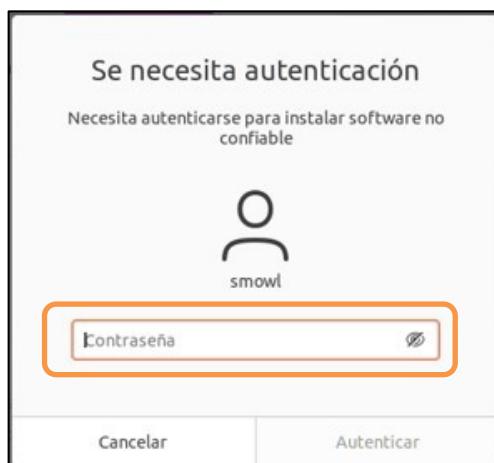 Se necesita autenticación
Necesita autenticarse para instalar software no
confiable
smowl
Contraseña
Cancelar
Autenticar